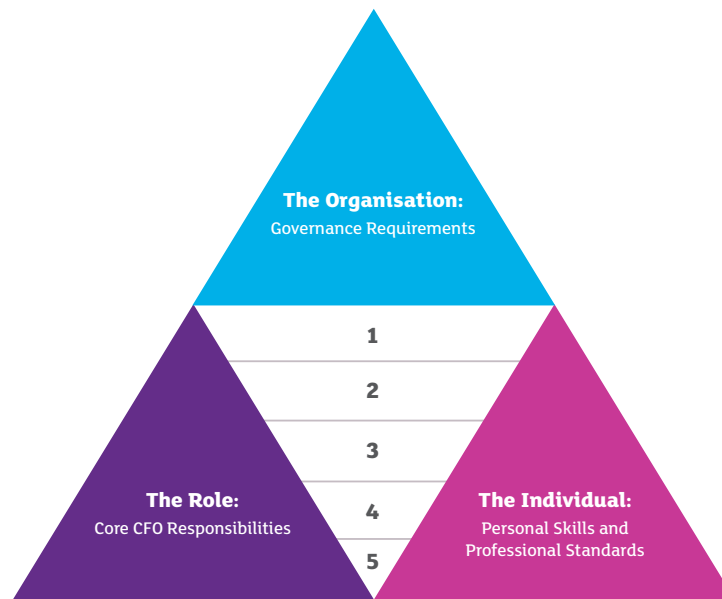 The Organisation:
Governance Requirements
1
2
3
4
5
The Role:
Core CFO Responsibilities
The Individual:
Personal Skills and
Professional Standards